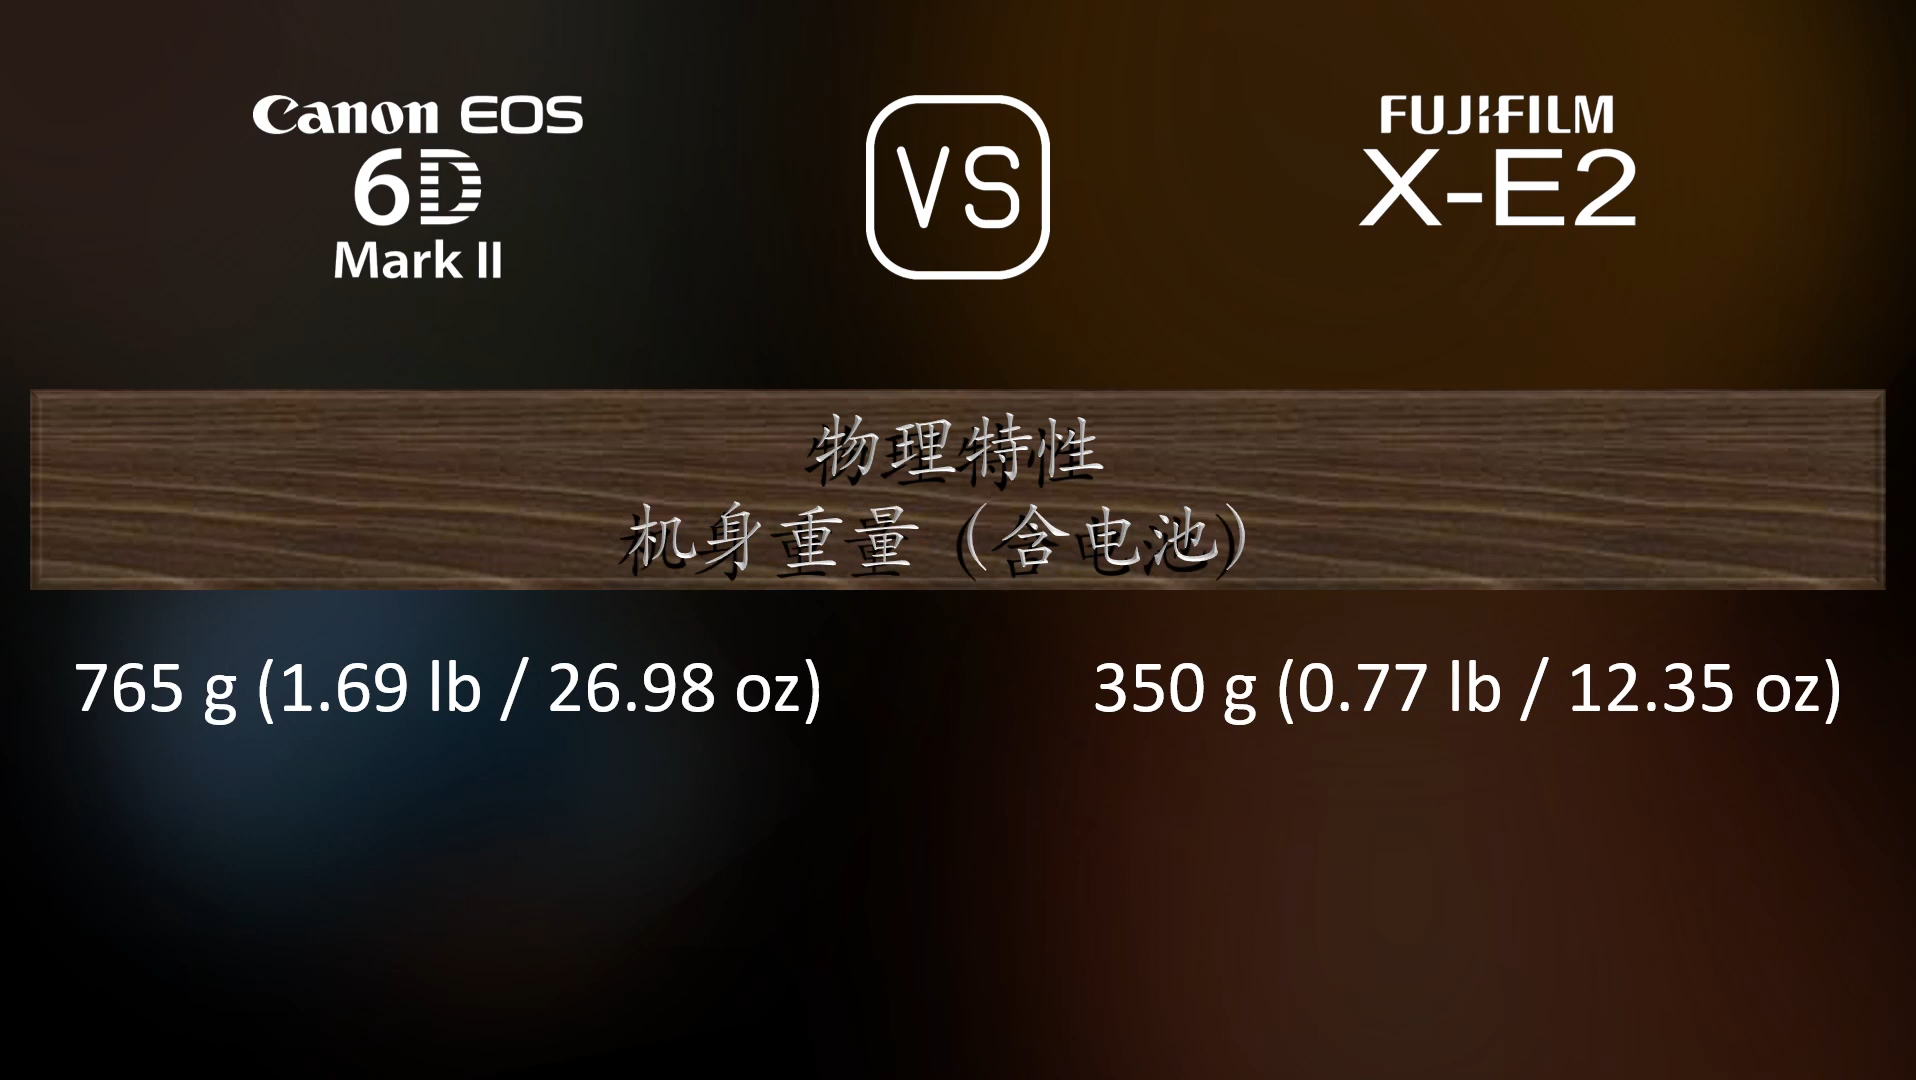 Canon EOS
6D
Mark II
VS
FUJIFILM
X-E2
物理特性
机身重量（含电池）
765 g (1.69 lb / 26.98 oz)
350 g (0.77 lb / 12.35 oz)